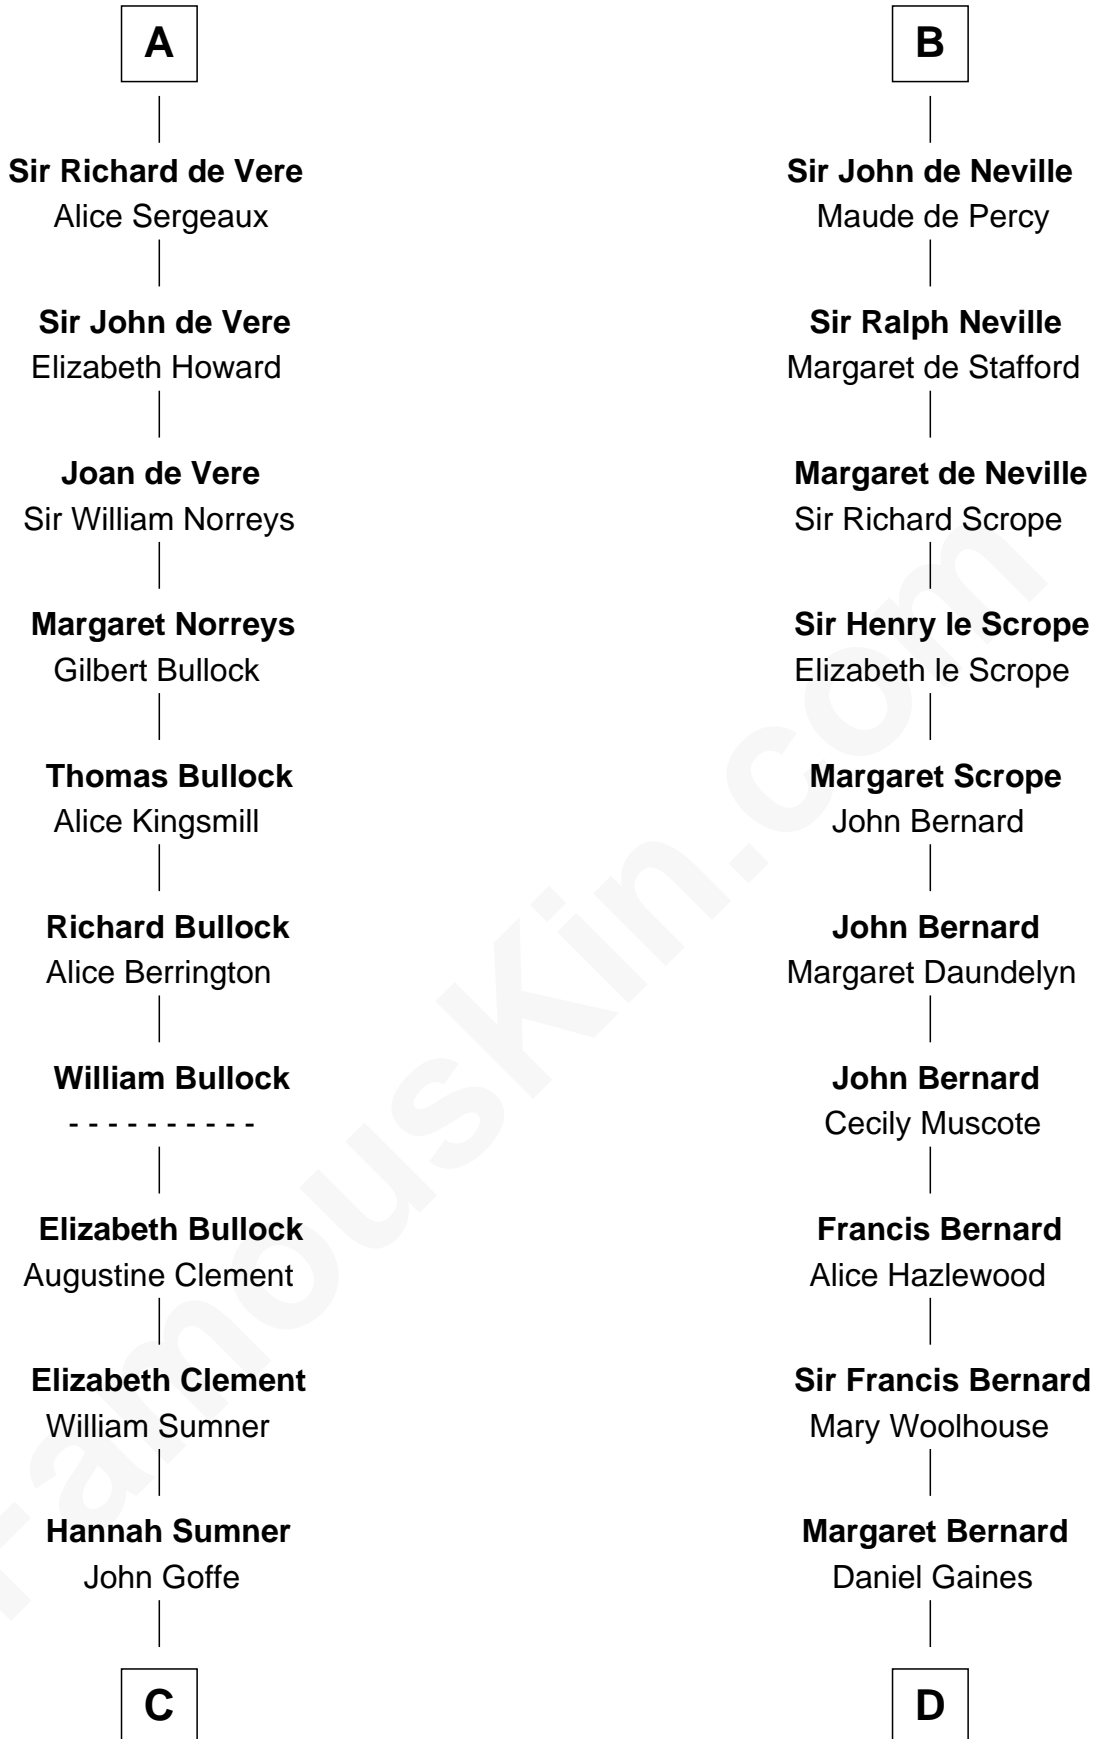 A
Sir Richard de Vere
Alice Sergeaux
Sir John de Vere
Elizabeth Howard
Joan de Vere
Sir William Norreys
Margaret Norreys
Gilbert Bullock
Thomas Bullock
Alice Kingsmill
Richard Bullock
Alice Berrington
William Bullock
- - - - - - - - - -
Elizabeth Bullock
Augustine Clement
Elizabeth Clement
William Sumner
Hannah Sumner
John Goffe
C
B
Sir John de Neville
Maude de Percy
Sir Ralph Neville
Margaret de Stafford
Margaret de Neville
Sir Richard Scrope
Sir Henry le Scrope
Elizabeth le Scrope
Margaret Scrope
John Bernard
John Bernard
Margaret Daundelyn
John Bernard
Cecily Muscote
Francis Bernard
Alice Hazlewood
Sir Francis Bernard
Mary Woolhouse
Margaret Bernard
Daniel Gaines
D
FamousKin.com